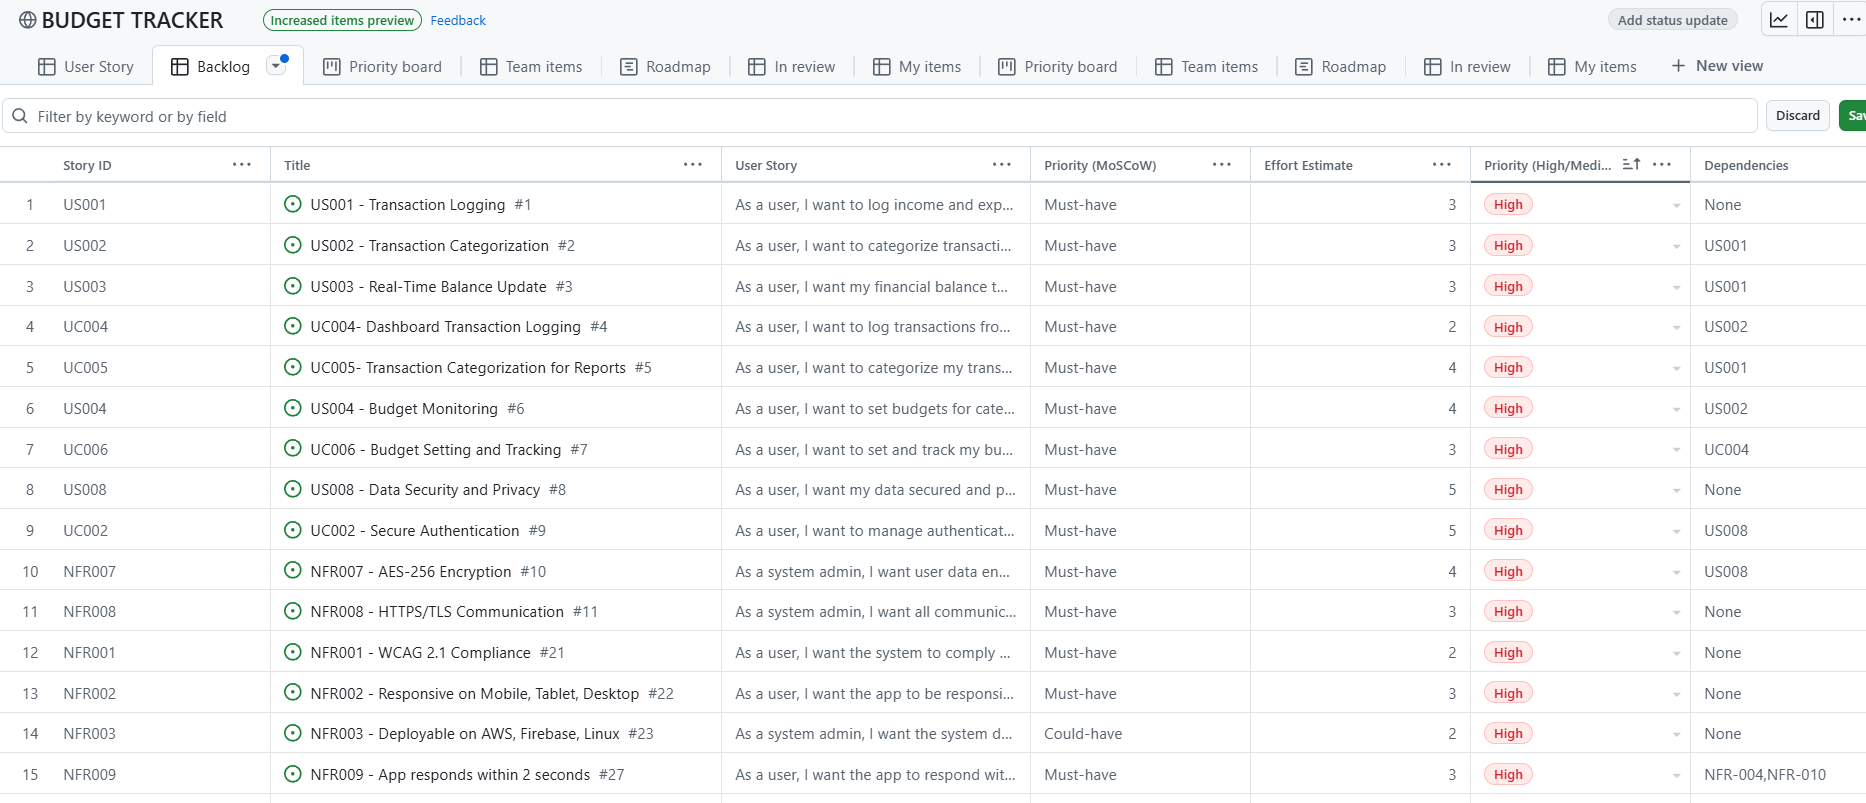 BUDGET TRACKER Increased items preview Feedback Add status update
User Story Backlog Priority board Team items Roadmap In review My items Priority board Team items Roadmap In review My items + New view
Filter by keyword or by field Discard Sav
Story ID ... Title ... User Story ... Priority (MoSCoW) ... Effort Estimate ... Priority (High/Medi... ... Dependencies
1 US001 US001 - Transaction Logging #1 As a user, I want to log income and exp... Must-have 3 High None
2 US002 US002 - Transaction Categorization #2 As a user, I want to categorize transacti... Must-have 3 High US001
3 US003 US003 - Real-Time Balance Update #3 As a user, I want my financial balance t... Must-have 3 High US001
4 UC004 UC004- Dashboard Transaction Logging #4 As a user, I want to log transactions fro... Must-have 2 High US002
5 UC005 UC005- Transaction Categorization for Reports #5 As a user, I want to categorize my trans... Must-have 4 High US001
6 US004 US004 - Budget Monitoring #6 As a user, I want to set budgets for cate... Must-have 4 High US002
7 UC006 UC006 - Budget Setting and Tracking #7 As a user, I want to set and track my bu... Must-have 3 High UC004
8 US008 US008 - Data Security and Privacy #8 As a user, I want my data secured and p... Must-have 5 High None
9 UC002 UC002 - Secure Authentication #9 As a user, I want to manage authenticat... Must-have 5 High US008
10 NFR007 NFR007 - AES-256 Encryption #10 As a system admin, I want user data en... Must-have 4 High US008
11 NFR008 NFR008 - HTTPS/TLS Communication #11 As a system admin, I want all communic... Must-have 3 High None
12 NFR001 NFR001 - WCAG 2.1 Compliance #21 As a user, I want the system to comply ... Must-have 2 High None
13 NFR002 NFR002 - Responsive on Mobile, Tablet, Desktop #22 As a user, I want the app to be responsi... Must-have 3 High None
14 NFR003 NFR003 - Deployable on AWS, Firebase, Linux #23 As a system admin, I want the system d... Could-have 2 High None
15 NFR009 NFR009 - App responds within 2 seconds #27 As a user, I want the app to respond wit... Must-have 3 High NFR-004,NFR-010